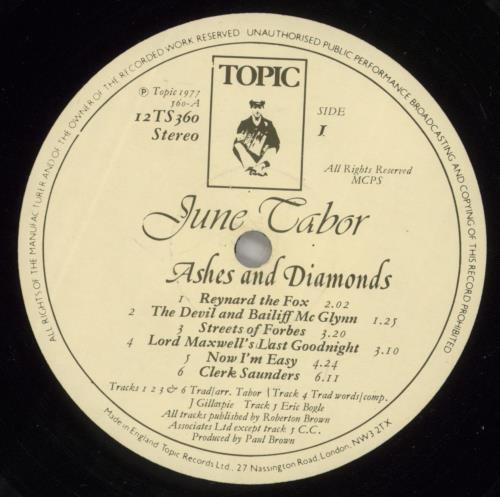 ALL RIGHTS OF THE MANUFACTURER AND OF THE OWNER OF THE RECORDED WORK RESERVED UNAUTHORISED PUBLIC PERFORMANCE BROADCASTING AND COPYING OF THIS RECORD PROHIBITED
TOPIC
℗ Topic 1977
360-A
12TS360
Stereo
SIDE
1
All Rights Reserved
MCPS
June Tabor
Ashes and Diamonds
1 Reynard the Fox 2.02
2 The Devil and Bailiff McGlynn 1.25
3 Streets of Forbes 3.20
4 Lord Maxwell's Last Goodnight 3.10
5 Now I'm Easy 4.24
6 Clerk Saunders 6.11
Tracks 1 2 3 & 6 Trad/arr. Tabor \ Track 4 Trad words/comp.
J Gillaspie Track 5 Eric Bogle
All tracks published by Roberton Brown
Associates Ltd except track 5 C.C.
Produced by Paul Brown
Made in England Topic Records Ltd., 27 Nassington Road, London, NW3 2TX